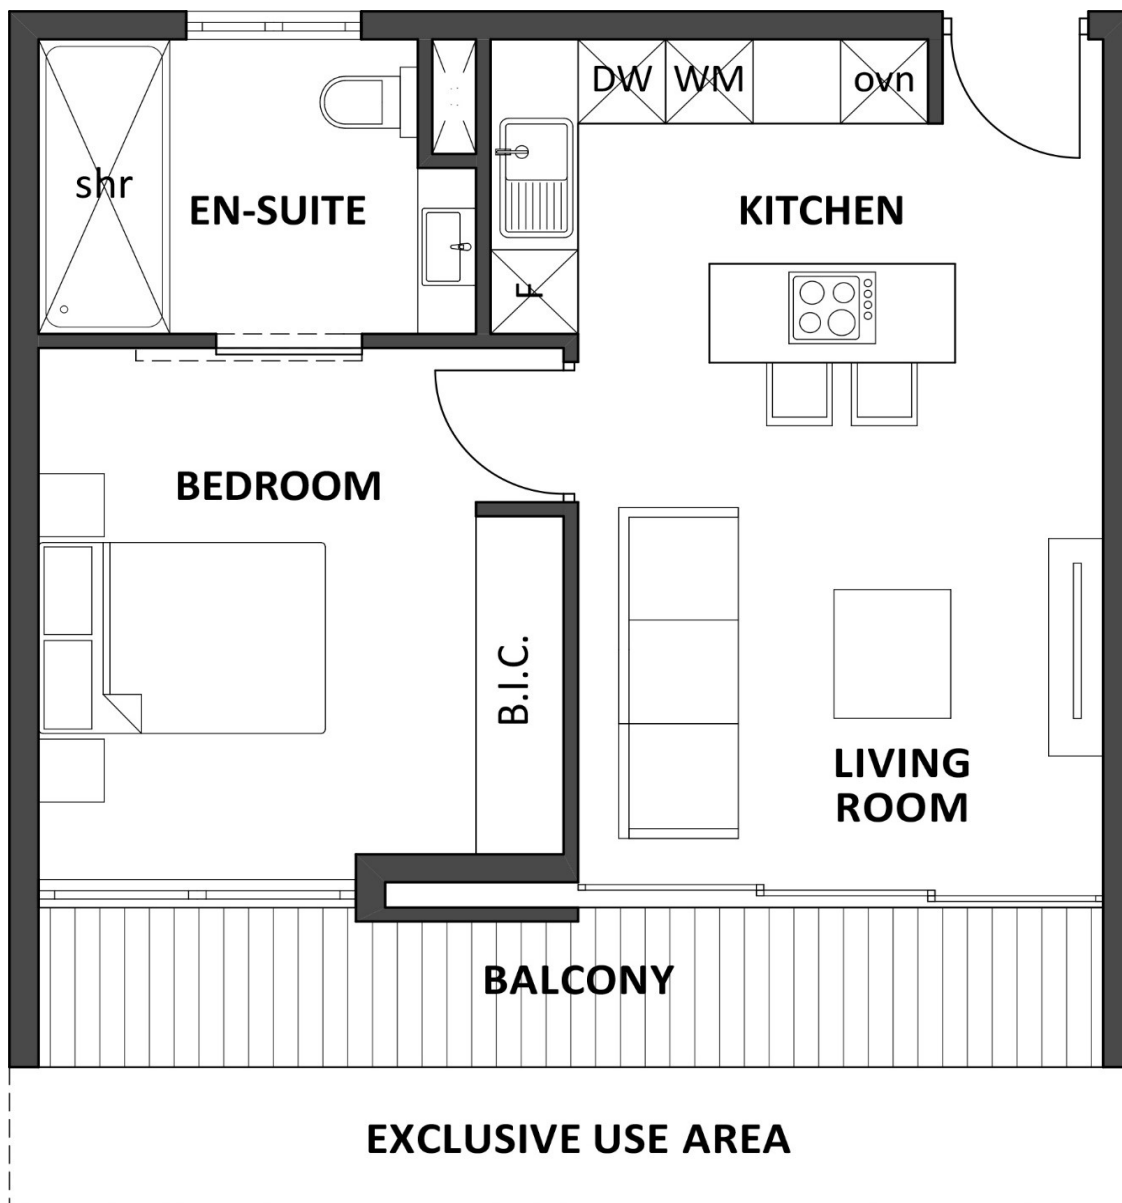 DW WM ovn
shr
EN-SUITE
KITCHEN
F
BEDROOM
B.I.C.
LIVING
ROOM
BALCONY
EXCLUSIVE USE AREA